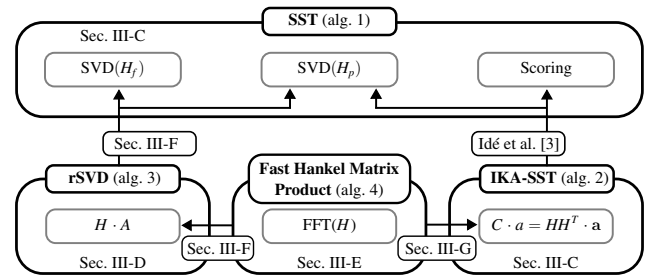 SST (alg. 1)
Sec. III-C
SVD(H_f)
SVD(H_p)
Scoring
Sec. III-F
Idé et al. [3]
rSVD (alg. 3)
Fast Hankel Matrix
Product (alg. 4)
IKA-SST (alg. 2)
H · A
FFT(H)
C · a = HH^T · a
Sec. III-F
Sec. III-G
Sec. III-D
Sec. III-E
Sec. III-C